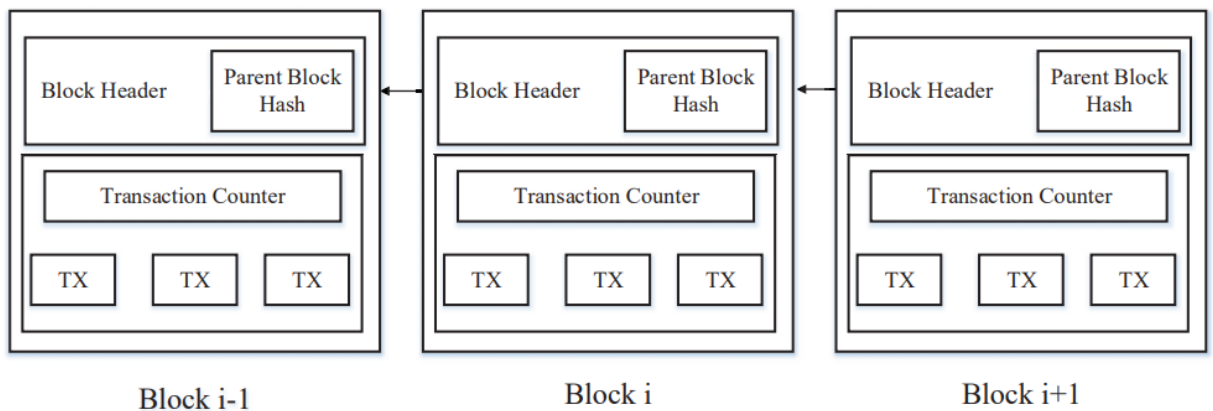 Block Header
Parent Block
Hash
Transaction Counter
TX TX TX
Block i-1
Block Header
Parent Block
Hash
Transaction Counter
TX TX TX
Block i
Block Header
Parent Block
Hash
Transaction Counter
TX TX TX
Block i+1